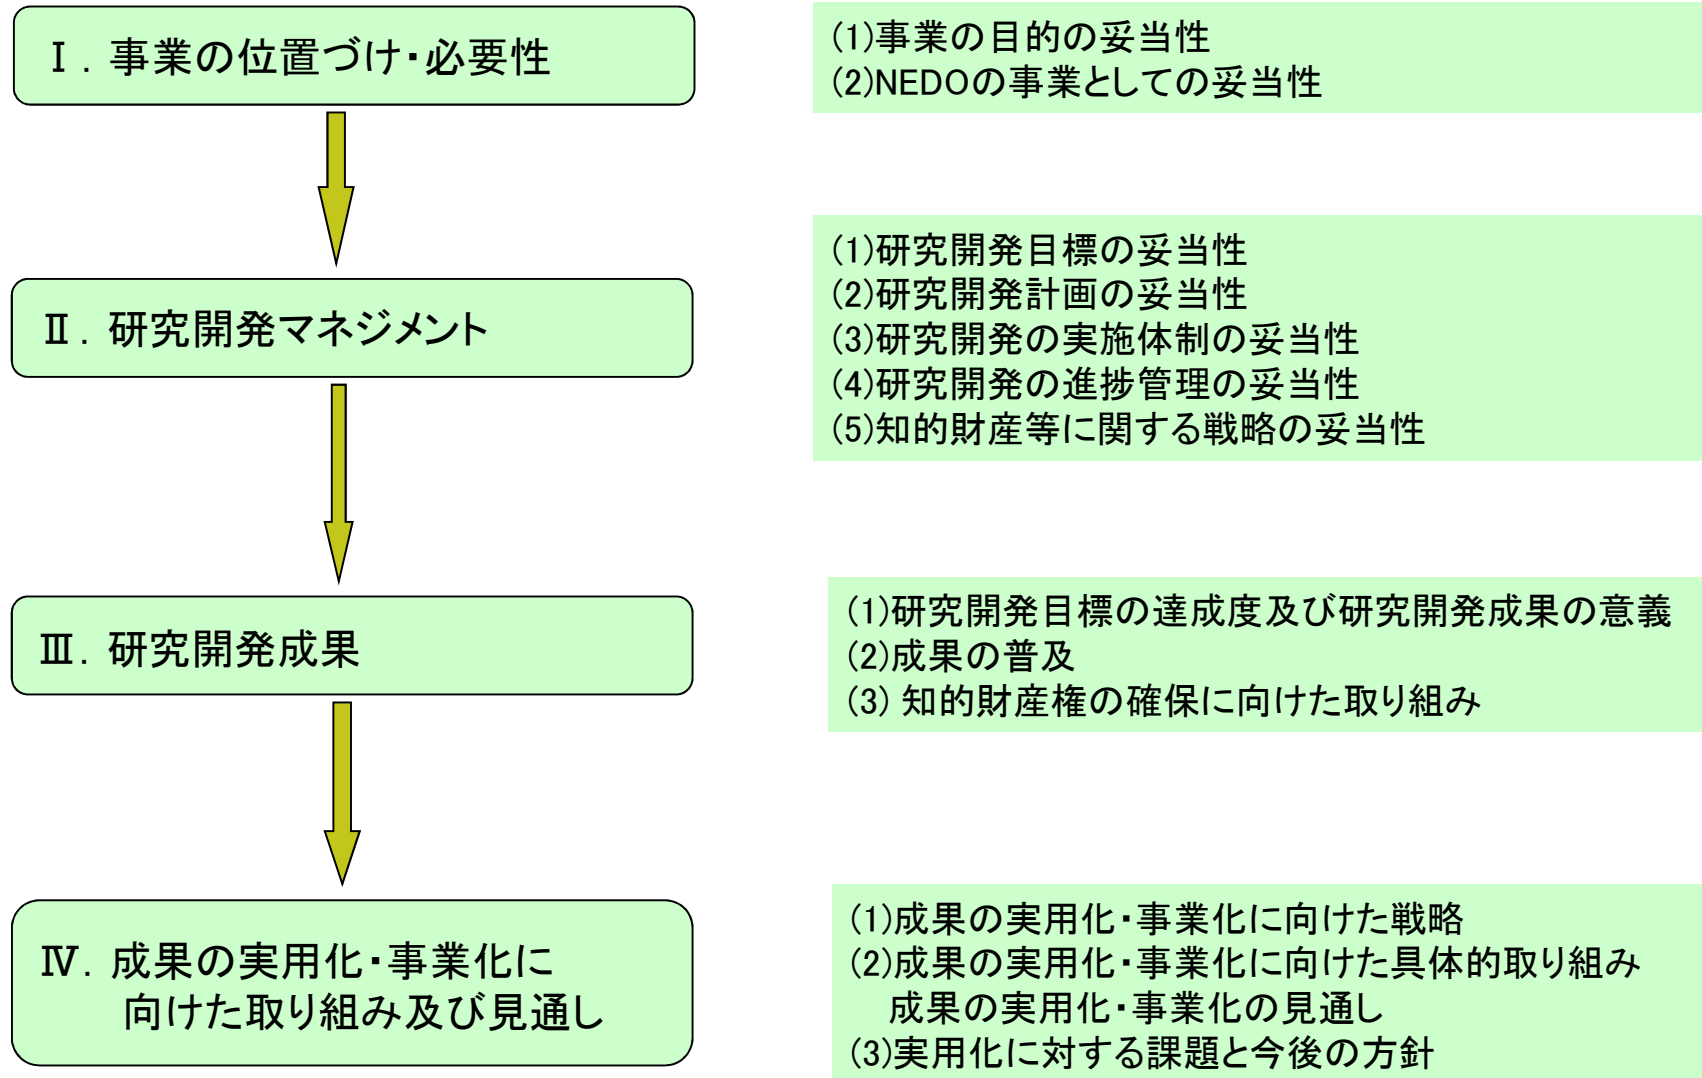 Ⅰ．事業の位置づけ・必要性
(1)事業の目的の妥当性
(2)NEDOの事業としての妥当性
Ⅱ．研究開発マネジメント
(1)研究開発目標の妥当性
(2)研究開発計画の妥当性
(3)研究開発の実施体制の妥当性
(4)研究開発の進捗管理の妥当性
(5)知的財産等に関する戦略の妥当性
Ⅲ．研究開発成果
(1)研究開発目標の達成度及び研究開発成果の意義
(2)成果の普及
(3) 知的財産権の確保に向けた取り組み
Ⅳ．成果の実用化・事業化に
向けた取り組み及び見通し
(1)成果の実用化・事業化に向けた戦略
(2)成果の実用化・事業化に向けた具体的取り組み
成果の実用化・事業化の見通し
(3)実用化に対する課題と今後の方針